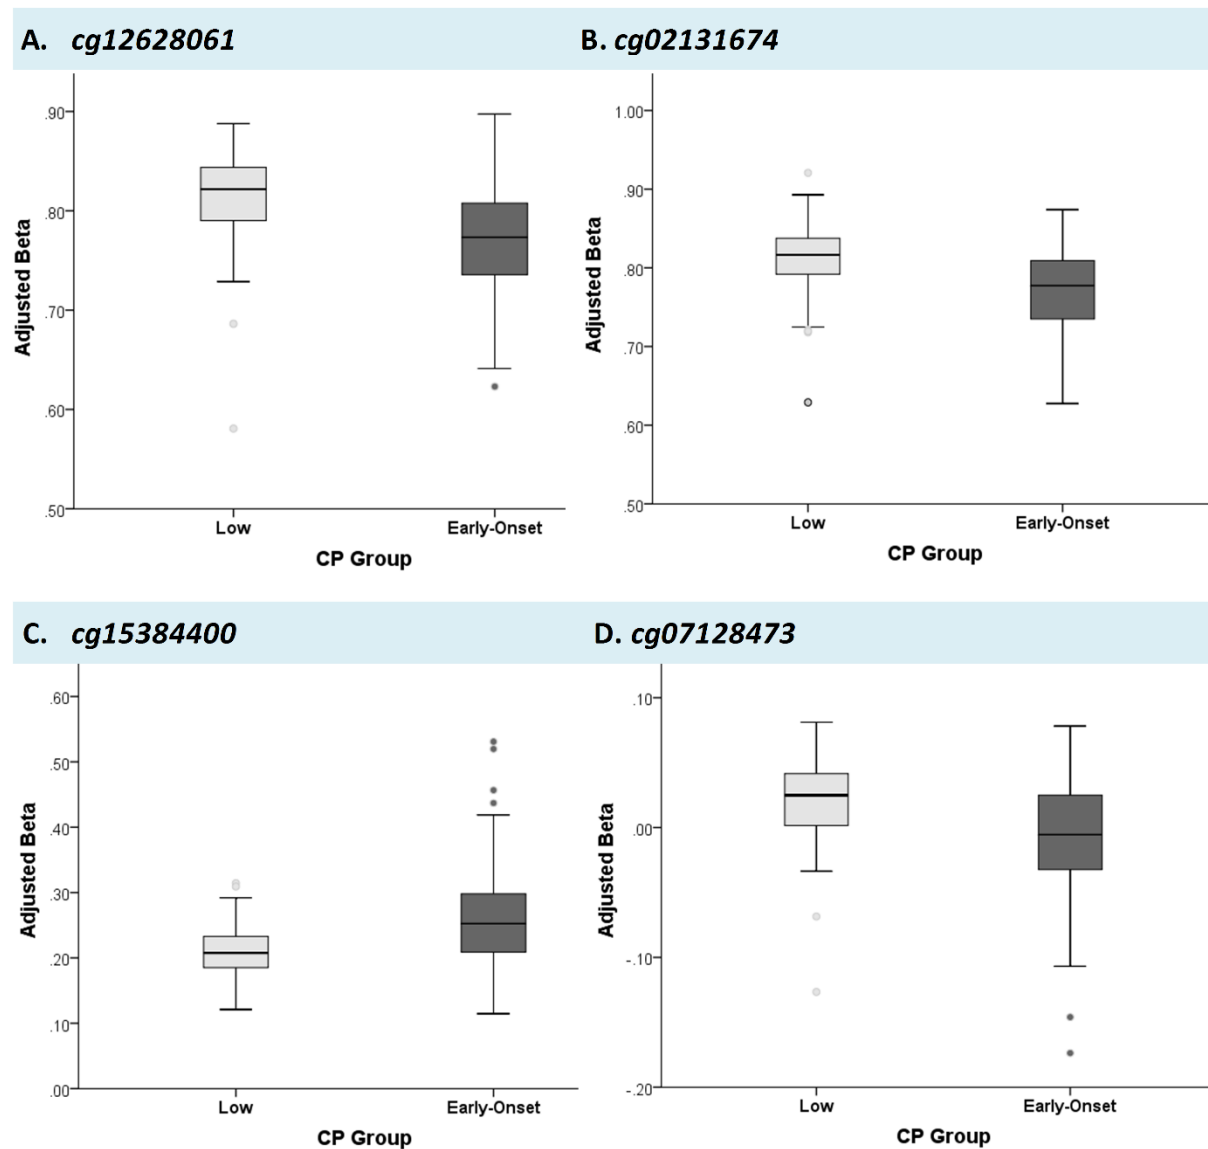 A. cg12628061
B. cg02131674
.90
.80
.70
.60
.50
Adjusted Beta
Low
Early-Onset
CP Group
1.00
.90
.80
.70
.60
.50
Adjusted Beta
Low
Early-Onset
CP Group
C. cg15384400
D. cg07128473
.60
.50
.40
.30
.20
.10
.00
Adjusted Beta
Low
Early-Onset
CP Group
.10
.00
-.10
-.20
Adjusted Beta
Low
Early-Onset
CP Group